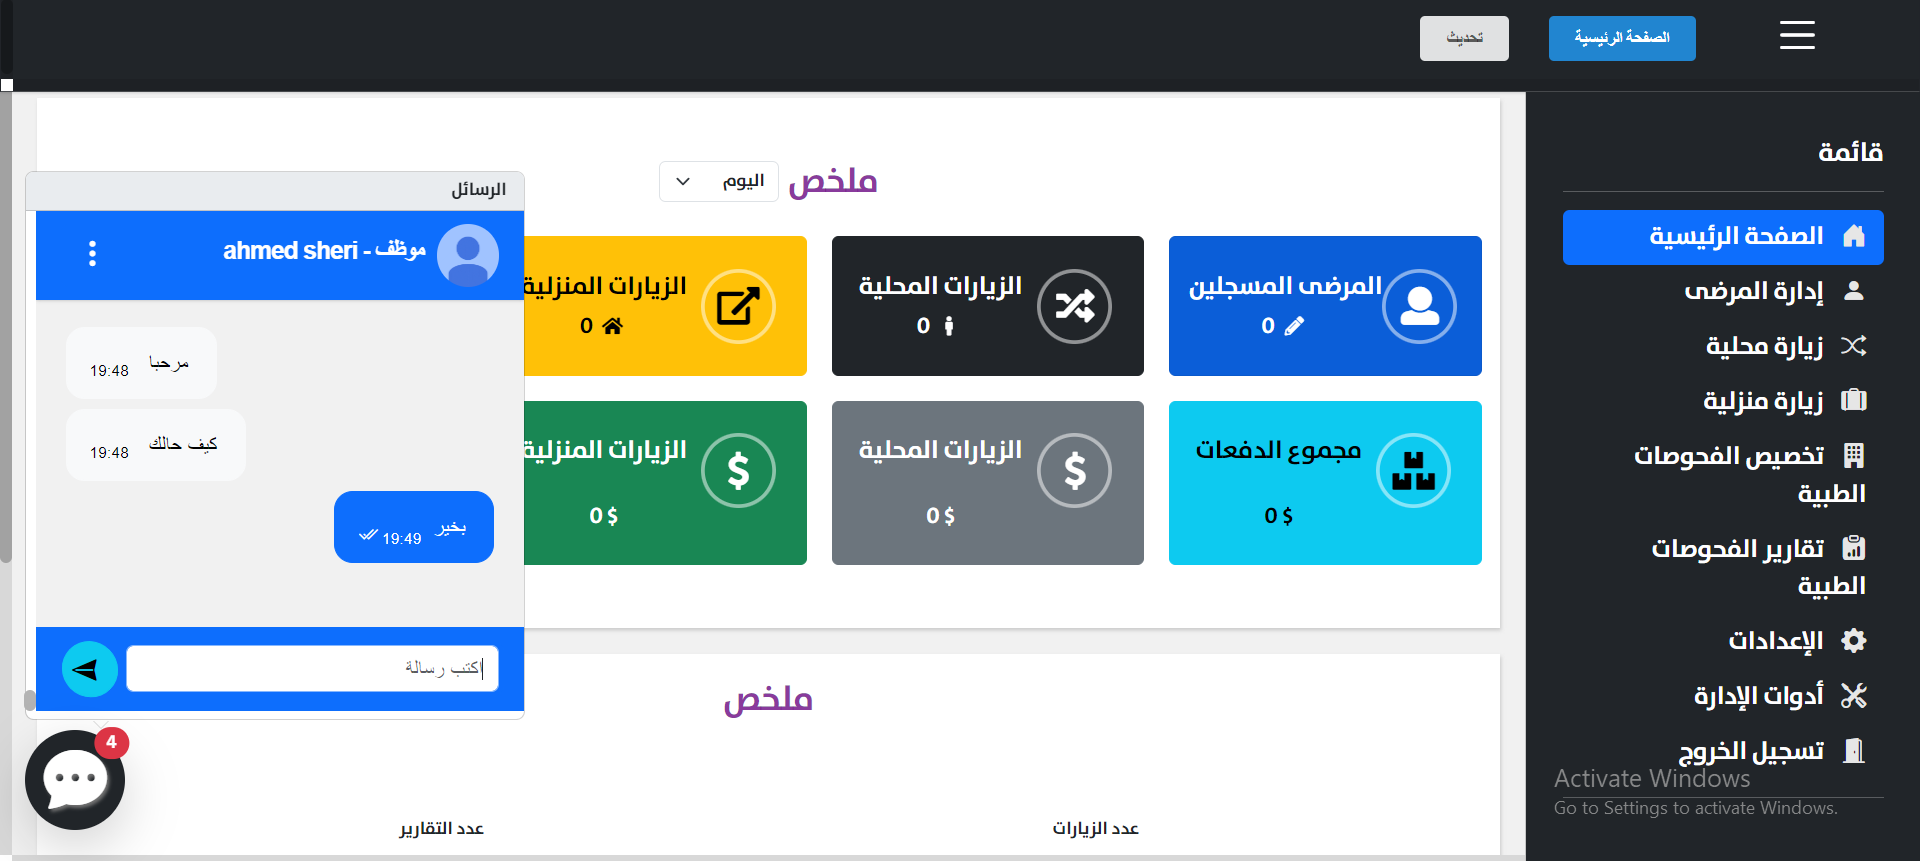 الصفحة الرئيسية
تحديث
قائمة
الصفحة الرئيسية
إدارة المرضى
زيارة محلية
زيارة منزلية
تخصيص الفحوصات
الطبية
تقارير الفحوصات
الطبية
الإعدادات
أدوات الإدارة
تسجيل الخروج
Activate Windows
Go to Settings to activate Windows.
ملخص
اليوم
المرضى المسجلين
0
الزيارات المحلية
0
الزيارات المنزلية
0
مجموع الدفعات
0 $
الزيارات المحلية
0 $
الزيارات المنزلية
0 $
ملخص
عدد الزيارات
عدد التقارير
الرسائل
موظف - ahmed sheri
مرحبا 19:48
كيف حالك 19:48
بخير 19:49
اكتب رسالة
4